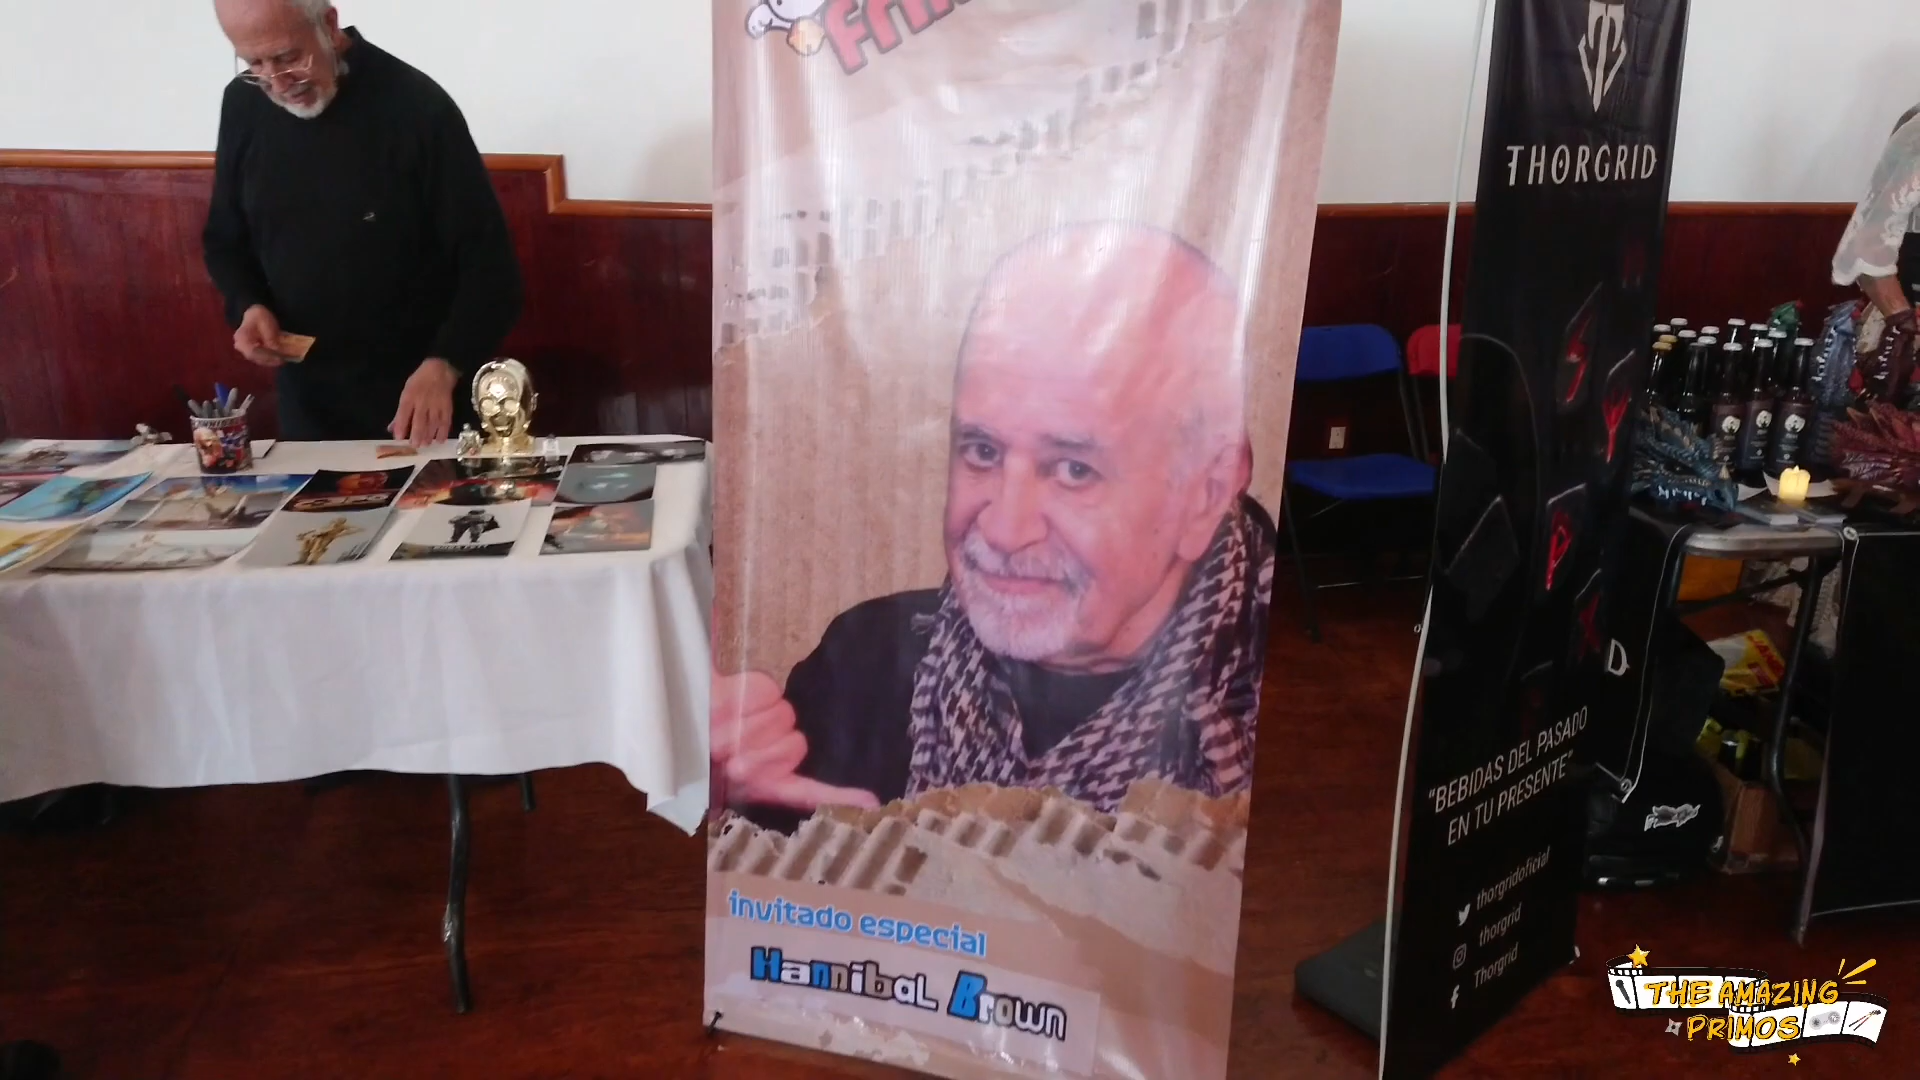 THORGRID
"BEBIDAS DEL PASADO
EN TU PRESENTE"
thorgridoficial
thorgrid
Thorgrid
invitado especial
Hannibal Brown
THE AMAZING
PRIMOS